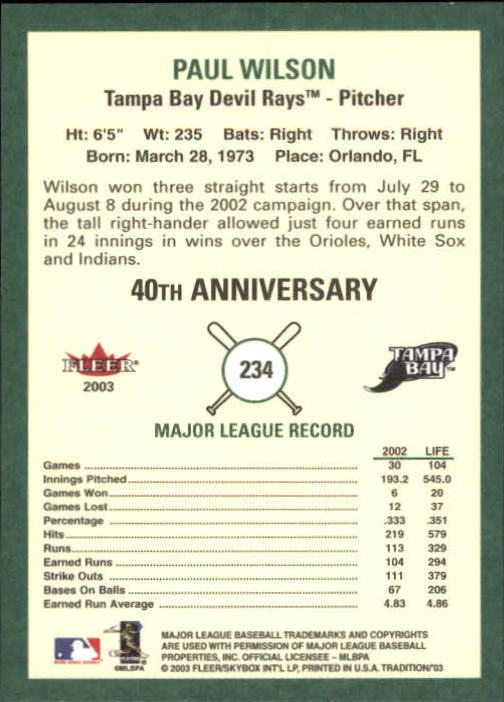 PAUL WILSON
Tampa Bay Devil Rays™ - Pitcher
Ht: 6'5" Wt: 235 Bats: Right Throws: Right
Born: March 28, 1973 Place: Orlando, FL
Wilson won three straight starts from July 29 to
August 8 during the 2002 campaign. Over that span,
the tall right-hander allowed just four earned runs
in 24 innings in wins over the Orioles, White Sox
and Indians.
40TH ANNIVERSARY
FLEER®
2003
234
TAMPA
BAY™
MAJOR LEAGUE RECORD
2002 LIFE
Games 30 104
Innings Pitched 193.2 545.0
Games Won 6 20
Games Lost 12 37
Percentage .333 .351
Hits 219 579
Runs 113 329
Earned Runs 104 294
Strike Outs 111 379
Bases On Balls 67 206
Earned Run Average 4.83 4.86
MAJOR LEAGUE BASEBALL TRADEMARKS AND COPYRIGHTS
ARE USED WITH PERMISSION OF MAJOR LEAGUE BASEBALL
PROPERTIES, INC. OFFICIAL LICENSEE – MLBPA
© 2003 FLEER/SKYBOX INT'L LP, PRINTED IN U.S.A. TRADITION/'03
©MLBPA